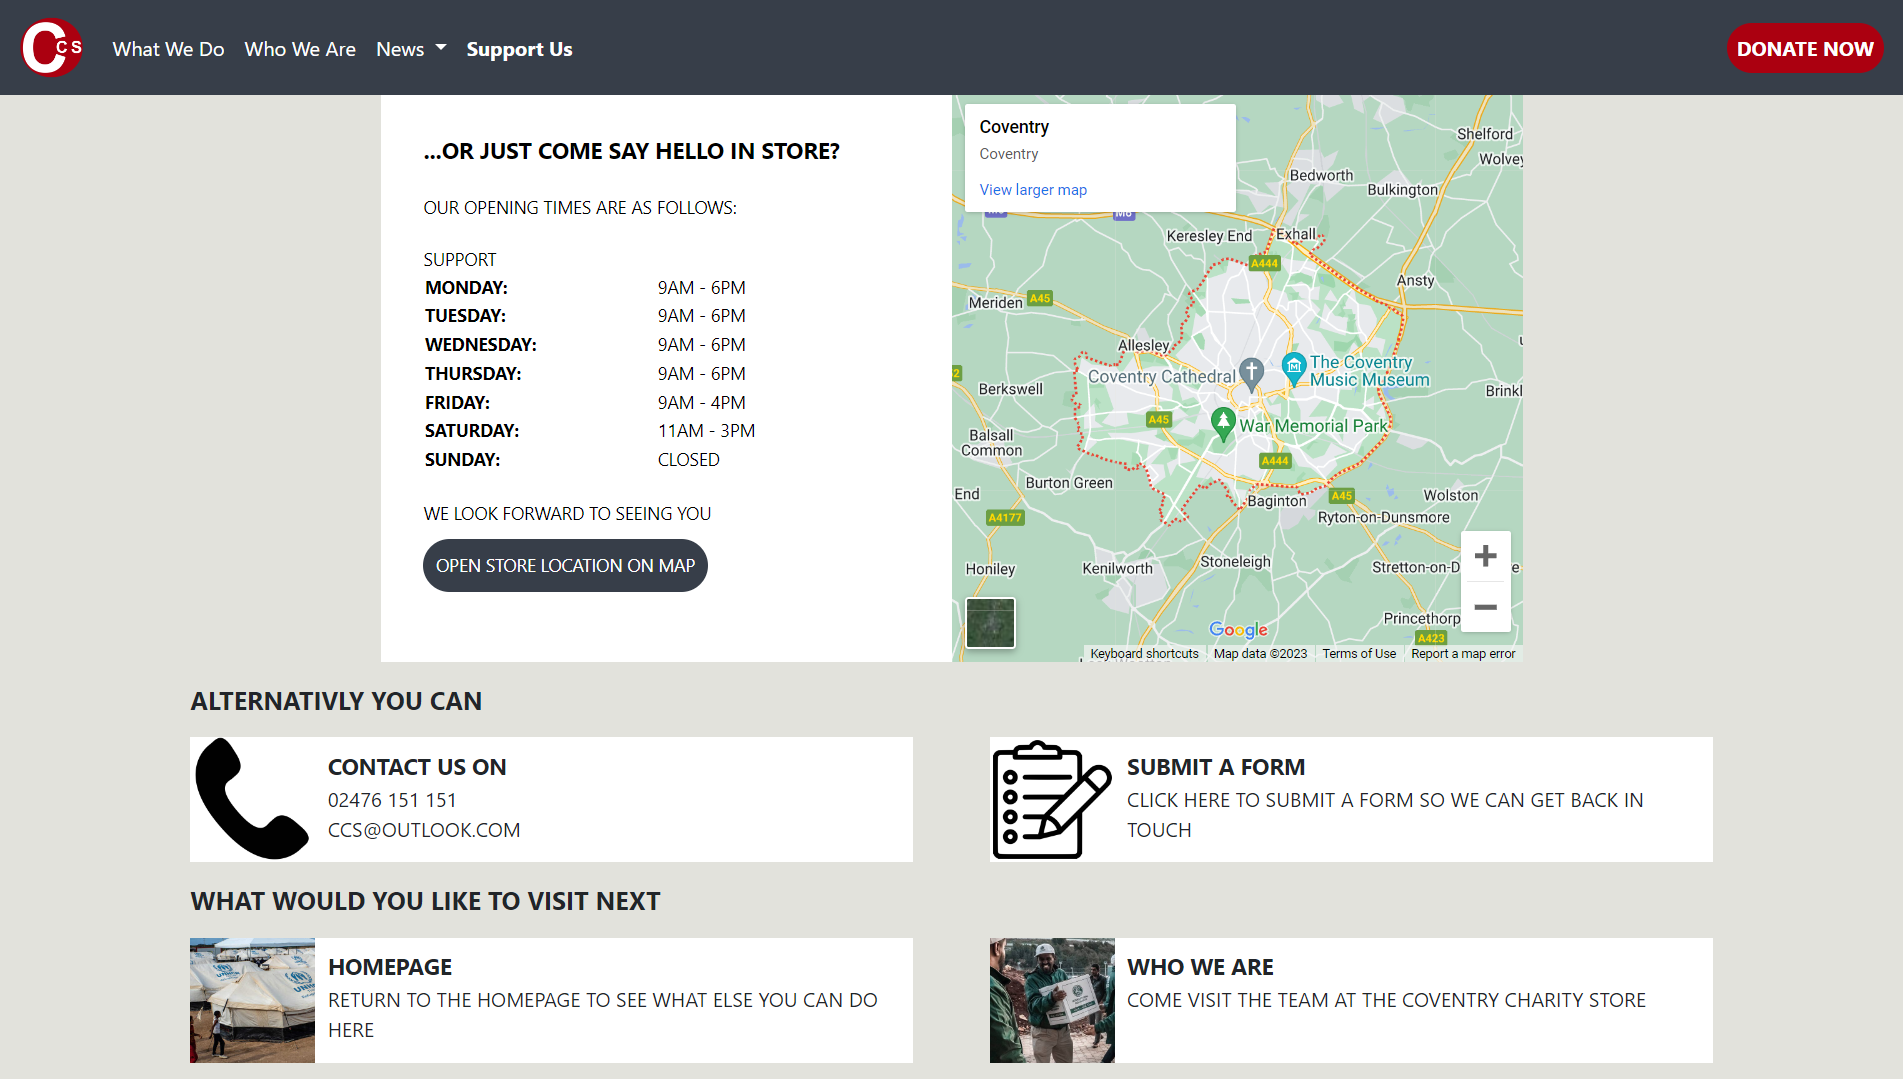 Ccs
What We Do Who We Are News Support Us
DONATE NOW
...OR JUST COME SAY HELLO IN STORE?
OUR OPENING TIMES ARE AS FOLLOWS:
SUPPORT
MONDAY: 9AM - 6PM
TUESDAY: 9AM - 6PM
WEDNESDAY: 9AM - 6PM
THURSDAY: 9AM - 6PM
FRIDAY: 9AM - 4PM
SATURDAY: 11AM - 3PM
SUNDAY: CLOSED
WE LOOK FORWARD TO SEEING YOU
OPEN STORE LOCATION ON MAP
Coventry
Coventry
View larger map
Shelford
Wolvey
Bedworth
Bulkington
M6
Keresley End
Exhall
A444
Ansty
Meriden
A45
Allesley
Coventry Cathedral
The Coventry
Music Museum
Berkswell
A45
War Memorial Park
Balsall
Common
A444
Burton Green
End
Baginton
A45
Wolston
A4177
Ryton-on-Dunsmore
Honiley
Kenilworth
Stoneleigh
Princethorp
A423
Google
Keyboard shortcuts Map data ©2023 Terms of Use Report a map error
ALTERNATIVLY YOU CAN
CONTACT US ON
02476 151 151
CCS@OUTLOOK.COM
SUBMIT A FORM
CLICK HERE TO SUBMIT A FORM SO WE CAN GET BACK IN
TOUCH
WHAT WOULD YOU LIKE TO VISIT NEXT
HOMEPAGE
RETURN TO THE HOMEPAGE TO SEE WHAT ELSE YOU CAN DO
HERE
WHO WE ARE
COME VISIT THE TEAM AT THE COVENTRY CHARITY STORE